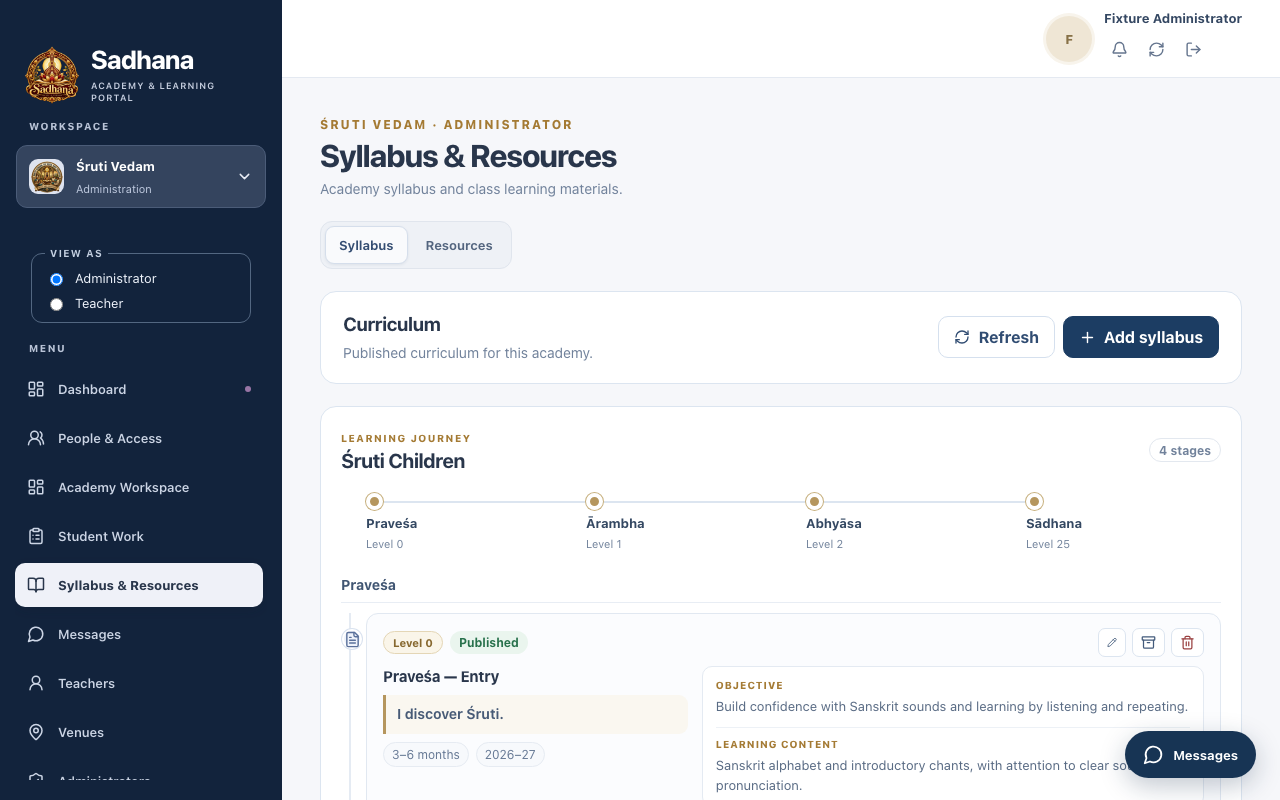 Sadhana
ACADEMY & LEARNING
PORTAL
Sadhana
WORKSPACE
Śruti Vedam
Administration
VIEW AS
Administrator
Teacher
MENU
Dashboard
People & Access
Academy Workspace
Student Work
Syllabus & Resources
Messages
Teachers
Venues
Administrators
F
Fixture Administrator
ŚRUTI VEDAM · ADMINISTRATOR
Syllabus & Resources
Academy syllabus and class learning materials.
Syllabus Resources
Curriculum
Published curriculum for this academy.
Refresh
Add syllabus
LEARNING JOURNEY
Śruti Children
4 stages
Praveśa Ārambha Abhyāsa Sādhana
Level 0 Level 1 Level 2 Level 25
Praveśa
Level 0 Published
Praveśa — Entry
I discover Śruti.
3–6 months 2026–27
OBJECTIVE
Build confidence with Sanskrit sounds and learning by listening and repeating.
LEARNING CONTENT
Sanskrit alphabet and introductory chants, with attention to clear
pronunciation.
Messages